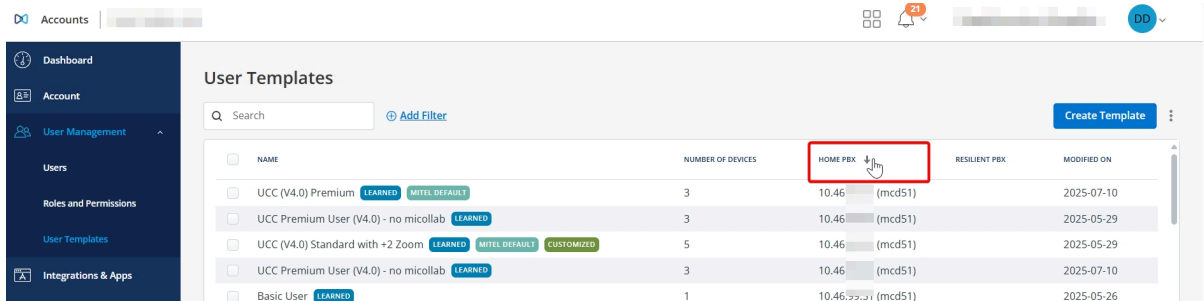 Accounts
21
DD
Dashboard
Account
User Management
Users
Roles and Permissions
User Templates
Integrations & Apps
User Templates
Search
Add Filter
Create Template
NAME NUMBER OF DEVICES HOME PBX RESILIENT PBX MODIFIED ON
UCC (V4.0) Premium LEARNED MITEL DEFAULT 3 10.46 (mcd51) 2025-07-10
UCC Premium User (V4.0) - no micollab LEARNED 3 10.46 (mcd51) 2025-05-29
UCC (V4.0) Standard with +2 Zoom LEARNED MITEL DEFAULT CUSTOMIZED 5 10.46 (mcd51) 2025-05-29
UCC Premium User (V4.0) - no micollab LEARNED 3 10.46 (mcd51) 2025-07-10
Basic User LEARNED 1 (mcd51) 2025-05-26